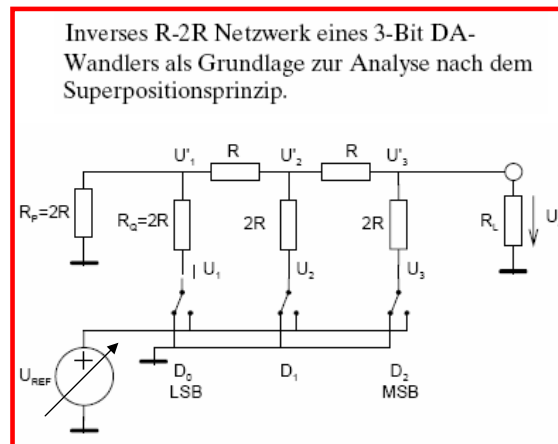 Inverses R-2R Netzwerk eines 3-Bit DA-
Wandlers als Grundlage zur Analyse nach dem
Superpositionsprinzip.
U'1 R U'2 R U'3
RP=2R RQ=2R 2R 2R RL U
U1 U2 U3
+
UREF
D0 D1 D2
LSB MSB